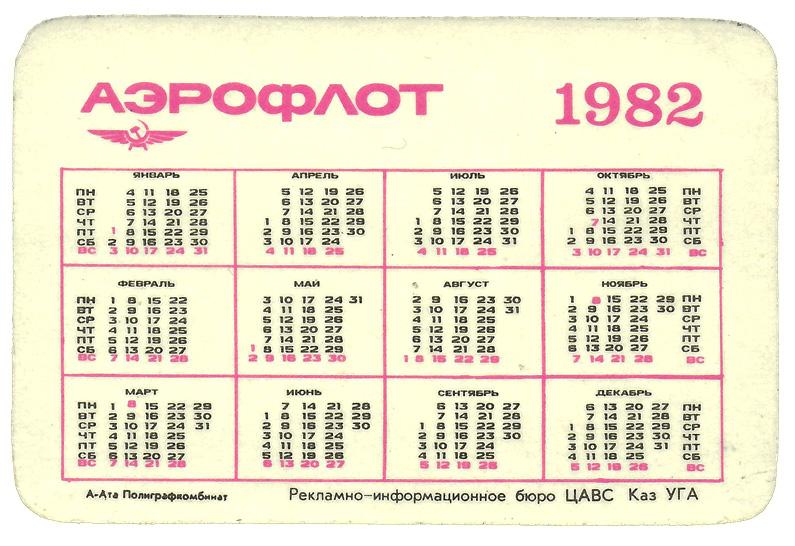 АЭРОФЛОТ 1982
ЯНВАРЬ АПРЕЛЬ ИЮЛЬ ОКТЯБРЬ
ПН 4 11 18 25 5 12 19 26 5 12 19 26 4 11 18 25 ПН
ВТ 5 12 19 26 6 13 20 27 6 13 20 27 5 12 19 26 ВТ
СР 6 13 20 27 7 14 21 28 7 14 21 28 6 13 20 27 СР
ЧТ 7 14 21 28 1 8 15 22 29 1 8 15 22 29 7 14 21 28 ЧТ
ПТ 1 8 15 22 29 2 9 16 23 30 2 9 16 23 30 1 8 15 22 29 ПТ
СБ 2 9 16 23 30 3 10 17 24 3 10 17 24 31 2 9 16 23 30 СБ
ВС 3 10 17 24 31 4 11 18 25 4 11 18 25 3 10 17 24 31 ВС
ФЕВРАЛЬ МАЙ АВГУСТ НОЯБРЬ
ПН 1 8 15 22 3 10 17 24 31 2 9 16 23 30 1 8 15 22 29 ПН
ВТ 2 9 16 23 4 11 18 25 3 10 17 24 31 2 9 16 23 30 ВТ
СР 3 10 17 24 5 12 19 26 4 11 18 25 3 10 17 24 СР
ЧТ 4 11 18 25 6 13 20 27 5 12 19 26 4 11 18 25 ЧТ
ПТ 5 12 19 26 7 14 21 28 6 13 20 27 5 12 19 26 ПТ
СБ 6 13 20 27 1 8 15 22 29 7 14 21 28 6 13 20 27 СБ
ВС 7 14 21 28 2 9 16 23 30 1 8 15 22 29 7 14 21 28 ВС
МАРТ ИЮНЬ СЕНТЯБРЬ ДЕКАБРЬ
ПН 1 8 15 22 29 7 14 21 28 6 13 20 27 6 13 20 27 ПН
ВТ 2 9 16 23 30 1 8 15 22 29 7 14 21 28 7 14 21 28 ВТ
СР 3 10 17 24 31 2 9 16 23 30 1 8 15 22 29 1 8 15 22 29 СР
ЧТ 4 11 18 25 3 10 17 24 2 9 16 23 30 2 9 16 23 30 ЧТ
ПТ 5 12 19 26 4 11 18 25 3 10 17 24 3 10 17 24 31 ПТ
СБ 6 13 20 27 5 12 19 26 4 11 18 25 4 11 18 25 СБ
ВС 7 14 21 28 6 13 20 27 5 12 19 26 5 12 19 26 ВС
А-Ата Полиграфкомбинат Рекламно-информационное бюро ЦАВС Каз УГА